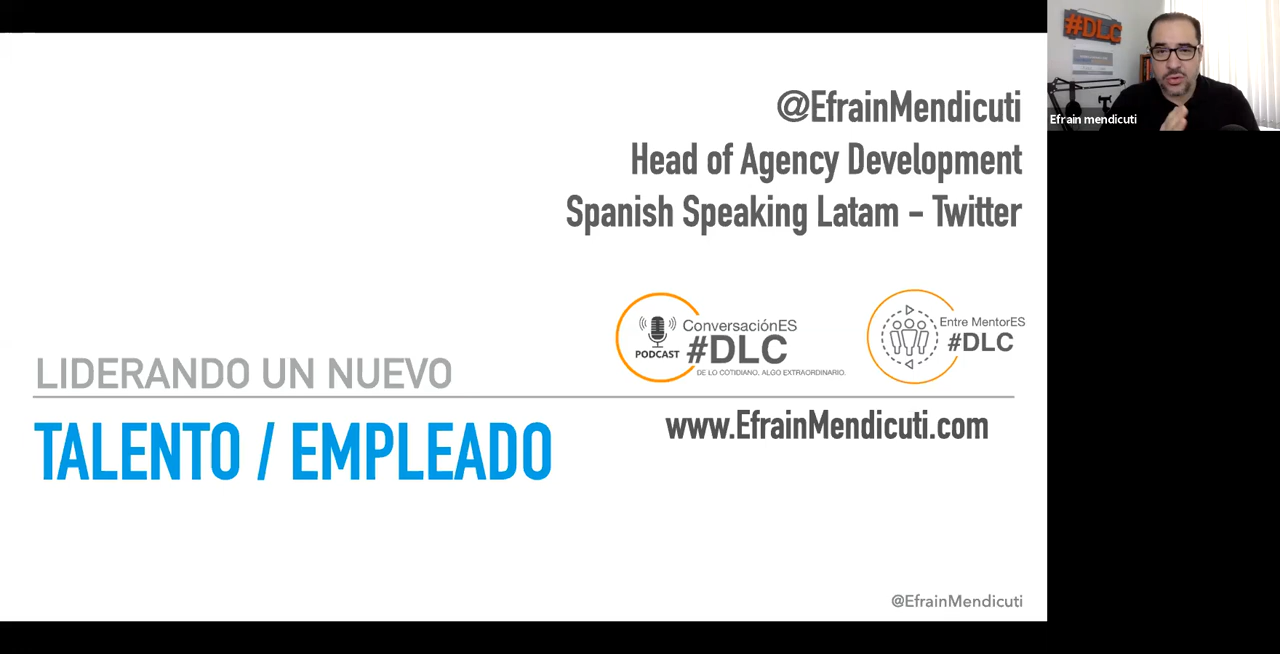 @EfrainMendicuti
Head of Agency Development
Spanish Speaking Latam - Twitter
ConversaciónES
PODCAST #DLC
DE LO COTIDIANO, ALGO EXTRAORDINARIO.
Entre MentorES
#DLC
LIDERANDO UN NUEVO
www.EfrainMendicuti.com
TALENTO / EMPLEADO
@EfrainMendicuti
#DLC
Efrain mendicuti